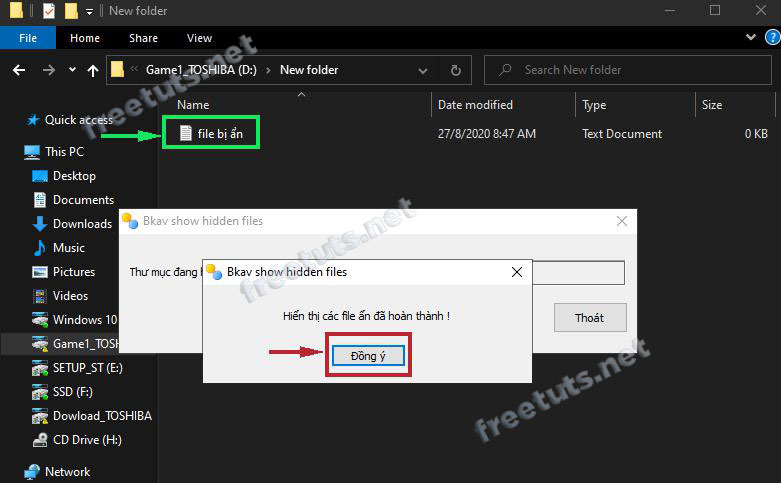 New folder
File Home Share View
Game1_TOSHIBA (D:) New folder
Search New folder
Name Date modified Type Size
file bị ẩn 27/8/2020 8:47 AM Text Document 0 KB
Quick access
This PC
Desktop
Documents
Downloads
Music
Pictures
Videos
Windows 10
Game1_TOSH
SETUP_ST (E:)
SSD (F:)
Dowload_TOSHIBA
CD Drive (H:)
Network
Bkav show hidden files
Thư mục đang
Thoát
Bkav show hidden files
Hiển thị các file ẩn đã hoàn thành !
Đồng ý
freetuts.net
freetuts.net
freetuts.net